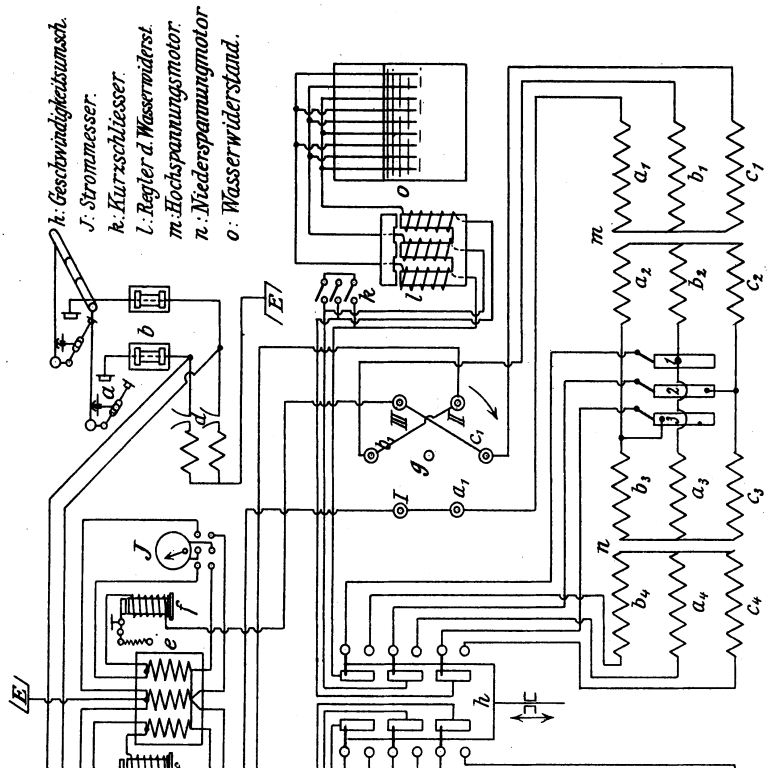 h: Geschwindigkeitsumsch.
J: Strommesser.
k: Kurzschliesser.
l: Regler d. Wasserwiderst.
m: Hochspannungsmotor.
n: Niederspannungmotor
o: Wasserwiderstand.
a
b
d
E
J
f
e
E
k
l
o
III
II
b₁
c₁
g
I
a₁
h
m
a₁
b₁
c₁
a₂
b₂
c₂
1
2
3
n
b₃
a₃
c₃
b₄
a₄
c₄